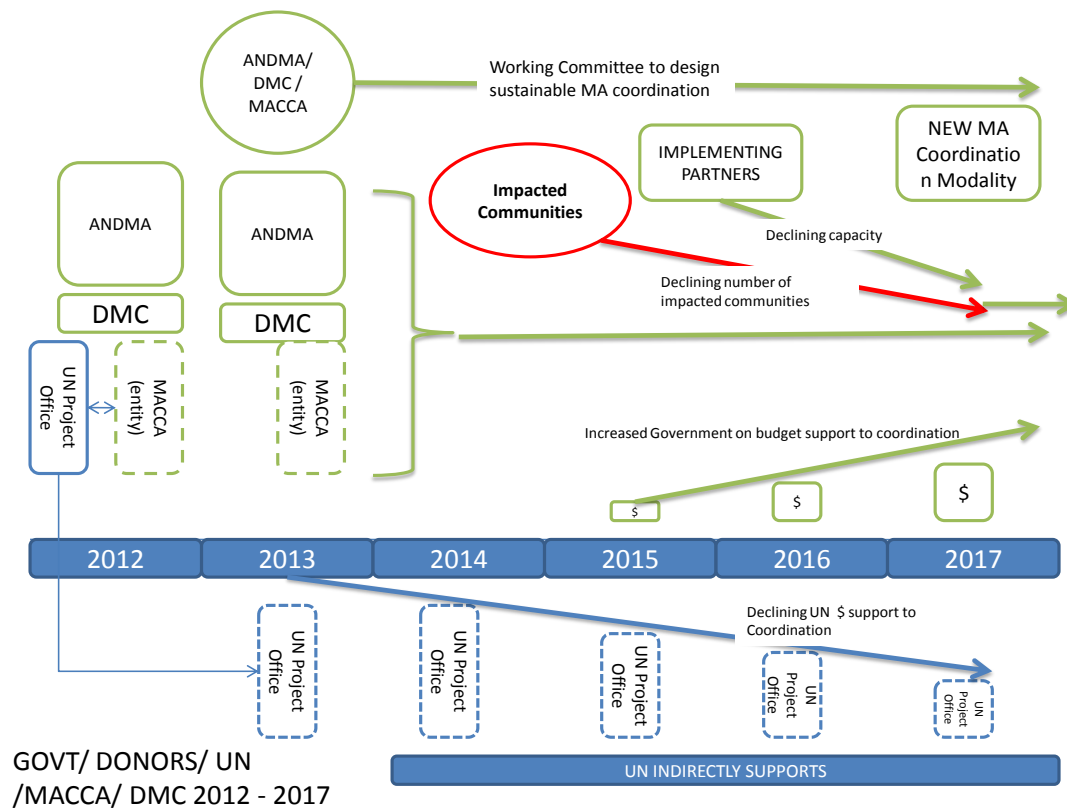 ANDMA/
DMC /
MACCA
Working Committee to design
sustainable MA coordination
NEW MA
Coordinatio
n Modality
IMPLEMENTING
PARTNERS
Impacted
Communities
ANDMA
ANDMA
Declining capacity
Declining number of
impacted communities
DMC
DMC
UN Project
Office
MACCA
(entity)
MACCA
(entity)
Increased Government on budget support to coordination
$
$
$
2012
2013
2014
2015
2016
2017
Declining UN $ support to
Coordination
UN Project
Office
UN Project
Office
UN Project
Office
UN
Project
Office
UN
Project
Office
GOVT/ DONORS/ UN
/MACCA/ DMC 2012 - 2017
UN INDIRECTLY SUPPORTS